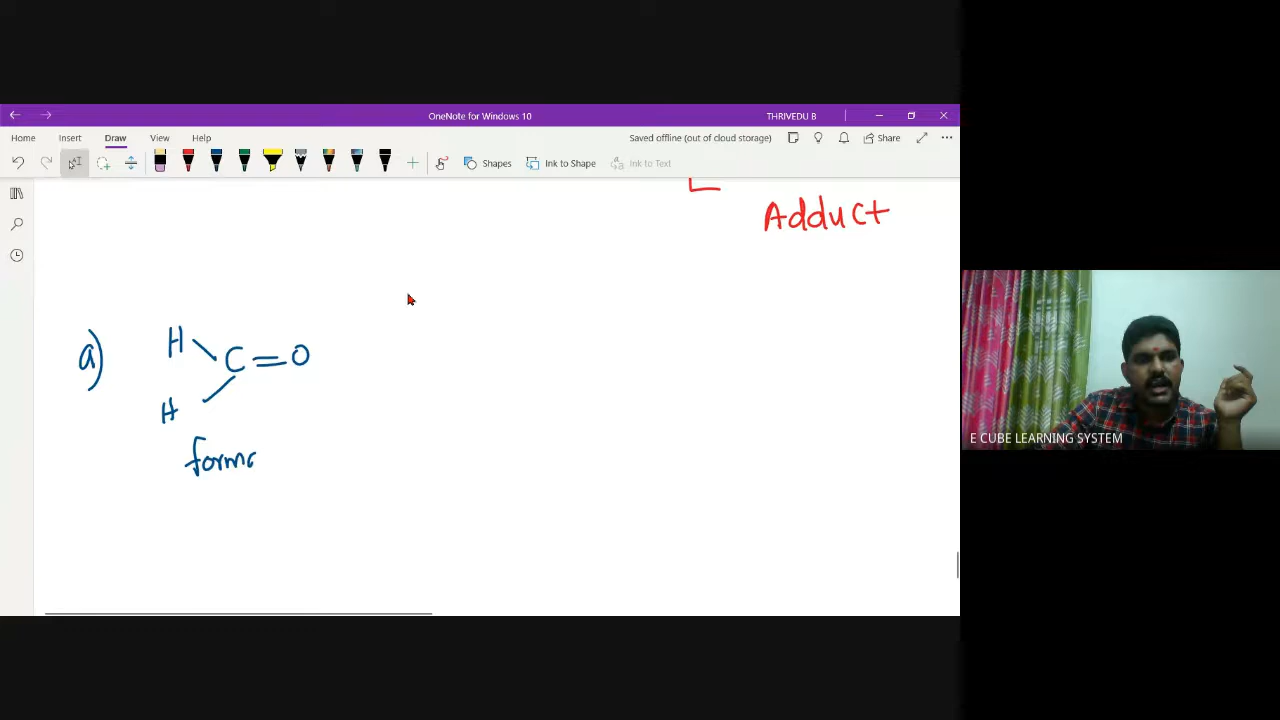 OneNote for Windows 10
THRIVEDU B
Home Insert Draw View Help
Saved offline (out of cloud storage)
Share
Shapes
Ink to Shape
Ink to Text
Adduct
a)
H
C=O
H
forma
E CUBE LEARNING SYSTEM